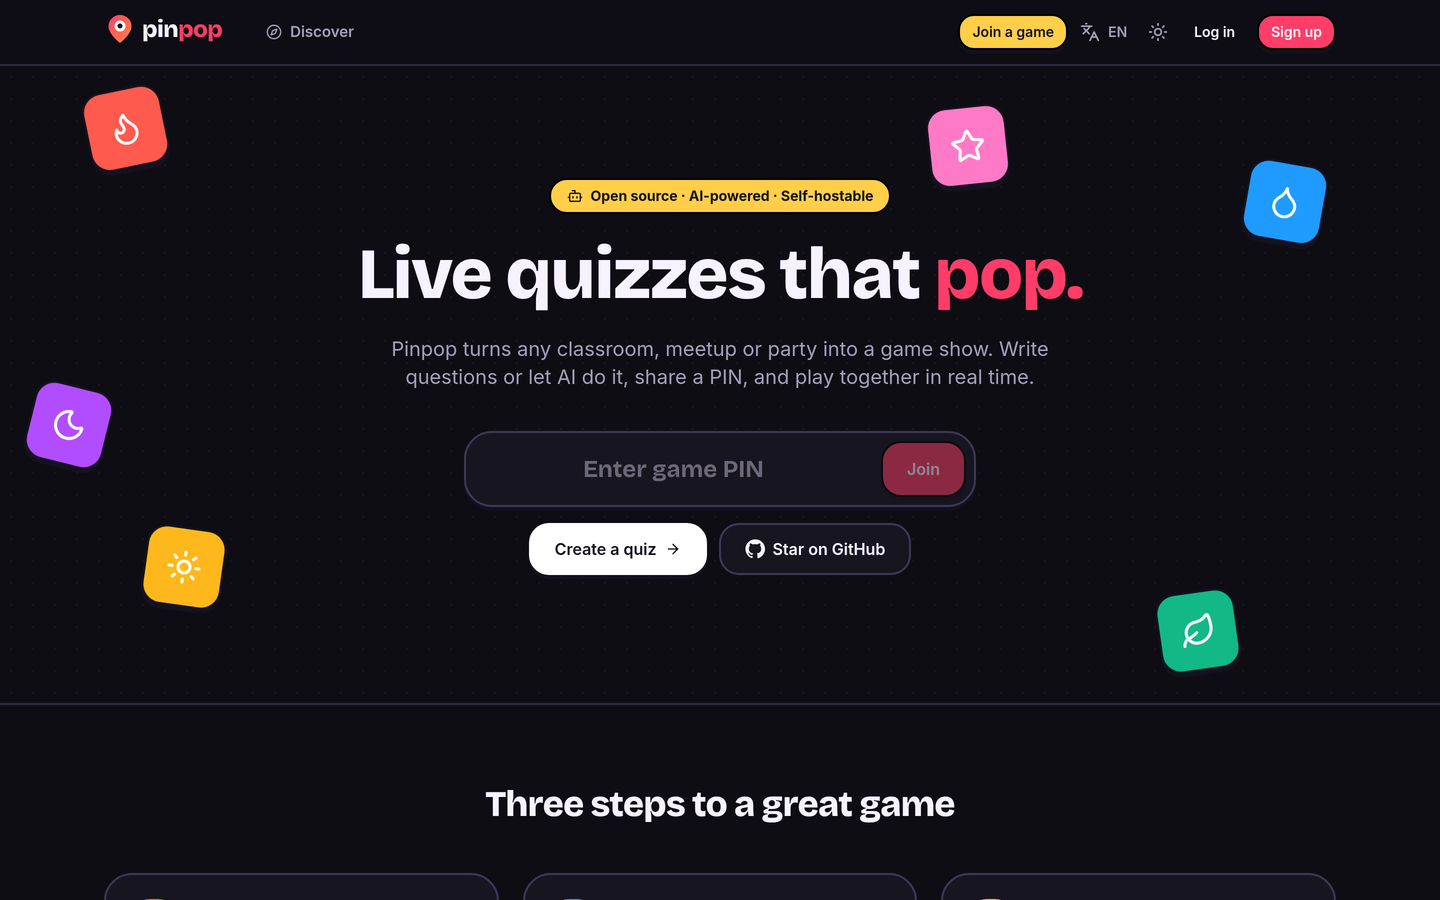 pinpop
Discover
Join a game
EN
Log in
Sign up
Open source · AI-powered · Self-hostable
Live quizzes that pop.
Pinpop turns any classroom, meetup or party into a game show. Write
questions or let AI do it, share a PIN, and play together in real time.
Enter game PIN
Join
Create a quiz
Star on GitHub
Three steps to a great game